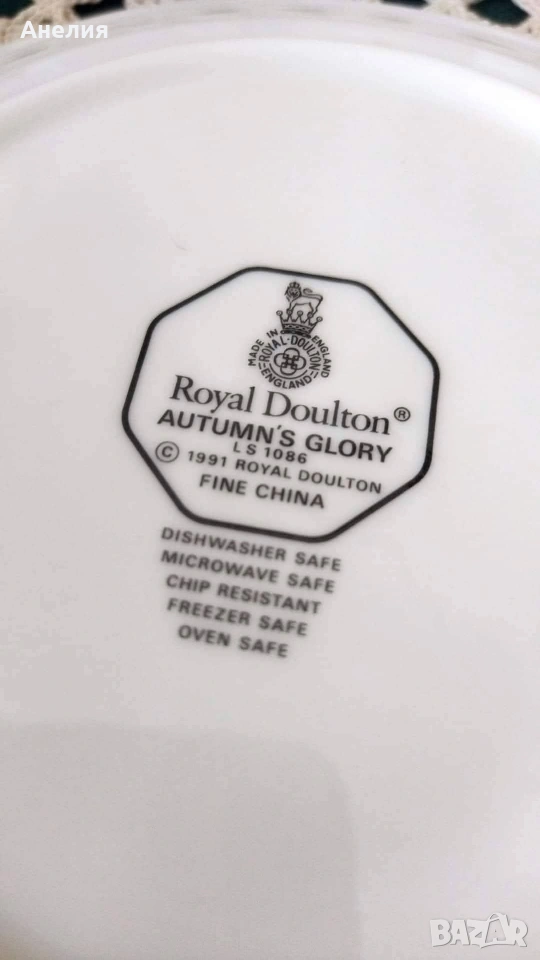 Анелия
MADE IN ENGLAND
ROYAL DOULTON
ENGLAND
Royal Doulton®
AUTUMN'S GLORY
LS 1086
© 1991 ROYAL DOULTON
FINE CHINA
DISHWASHER SAFE
MICROWAVE SAFE
CHIP RESISTANT
FREEZER SAFE
OVEN SAFE
BAZAR